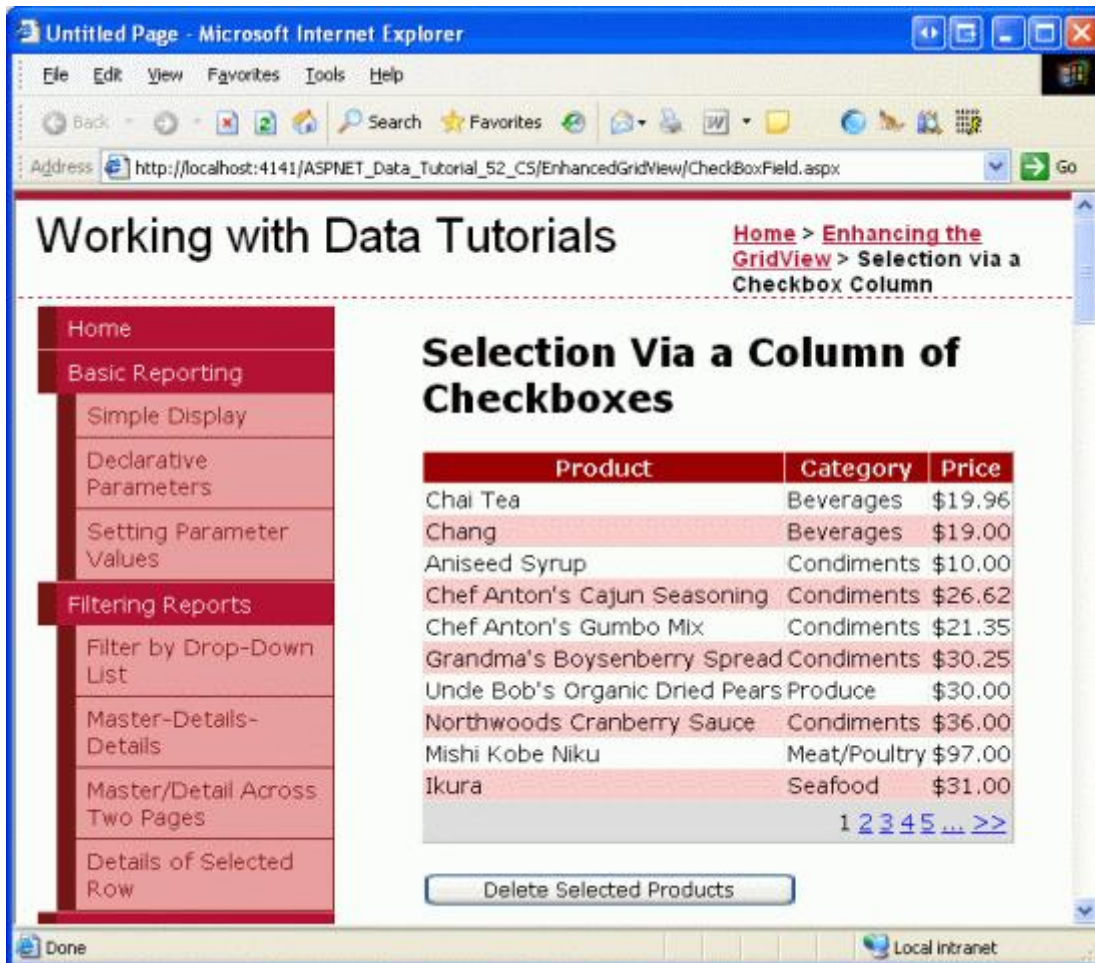 Untitled Page - Microsoft Internet Explorer
File Edit View Favorites Tools Help
Back Search Favorites
Address http://localhost:4141/ASPNET_Data_Tutorial_52_CS/EnhancedGridView/CheckBoxField.aspx Go
Working with Data Tutorials
Home > Enhancing the
GridView > Selection via a
Checkbox Column
Home
Basic Reporting
Simple Display
Declarative
Parameters
Setting Parameter
Values
Filtering Reports
Filter by Drop-Down
List
Master-Details-
Details
Master/Detail Across
Two Pages
Details of Selected
Row
Selection Via a Column of
Checkboxes
Product Category Price
Chai Tea Beverages $19.96
Chang Beverages $19.00
Aniseed Syrup Condiments $10.00
Chef Anton's Cajun Seasoning Condiments $26.62
Chef Anton's Gumbo Mix Condiments $21.35
Grandma's Boysenberry Spread Condiments $30.25
Uncle Bob's Organic Dried Pears Produce $30.00
Northwoods Cranberry Sauce Condiments $36.00
Mishi Kobe Niku Meat/Poultry $97.00
Ikura Seafood $31.00
1 2 3 4 5 ... >>
Delete Selected Products
Done Local intranet